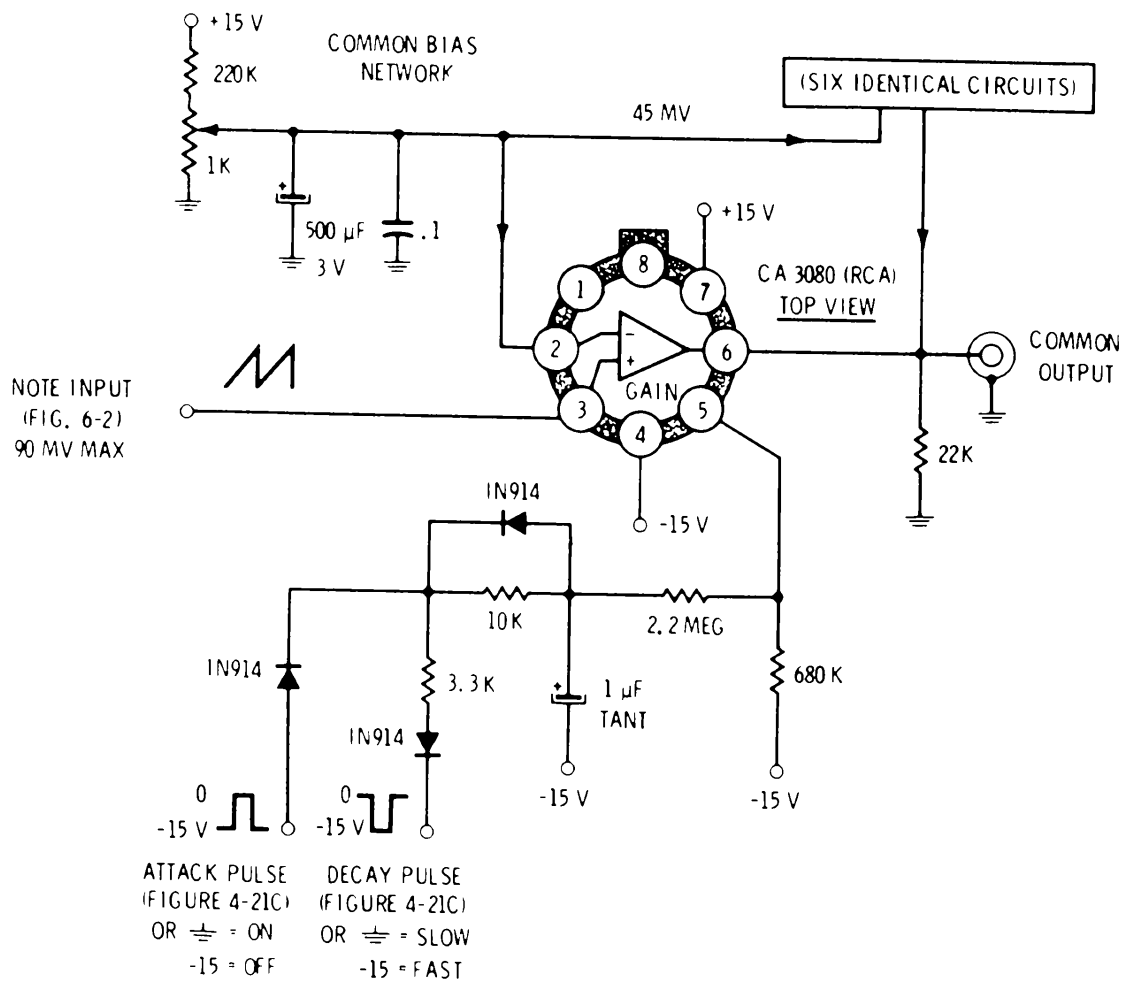 +15 V
COMMON BIAS
NETWORK
220K
1K
500 µF
3 V
.1
45 MV
(SIX IDENTICAL CIRCUITS)
+15 V
CA 3080 (RCA)
TOP VIEW
1
2
3
4
5
6
7
8
-
+
GAIN
COMMON
OUTPUT
22K
-15 V
NOTE INPUT
(FIG. 6-2)
90 MV MAX
IN914
10K
2.2 MEG
680 K
IN914
3.3K
1 µF
TANT
IN914
-15 V
-15 V
0
-15 V
0
-15 V
ATTACK PULSE
(FIGURE 4-21C)
OR ⏚ = ON
-15 = OFF
DECAY PULSE
(FIGURE 4-21C)
OR ⏚ = SLOW
-15 = FAST
+
+